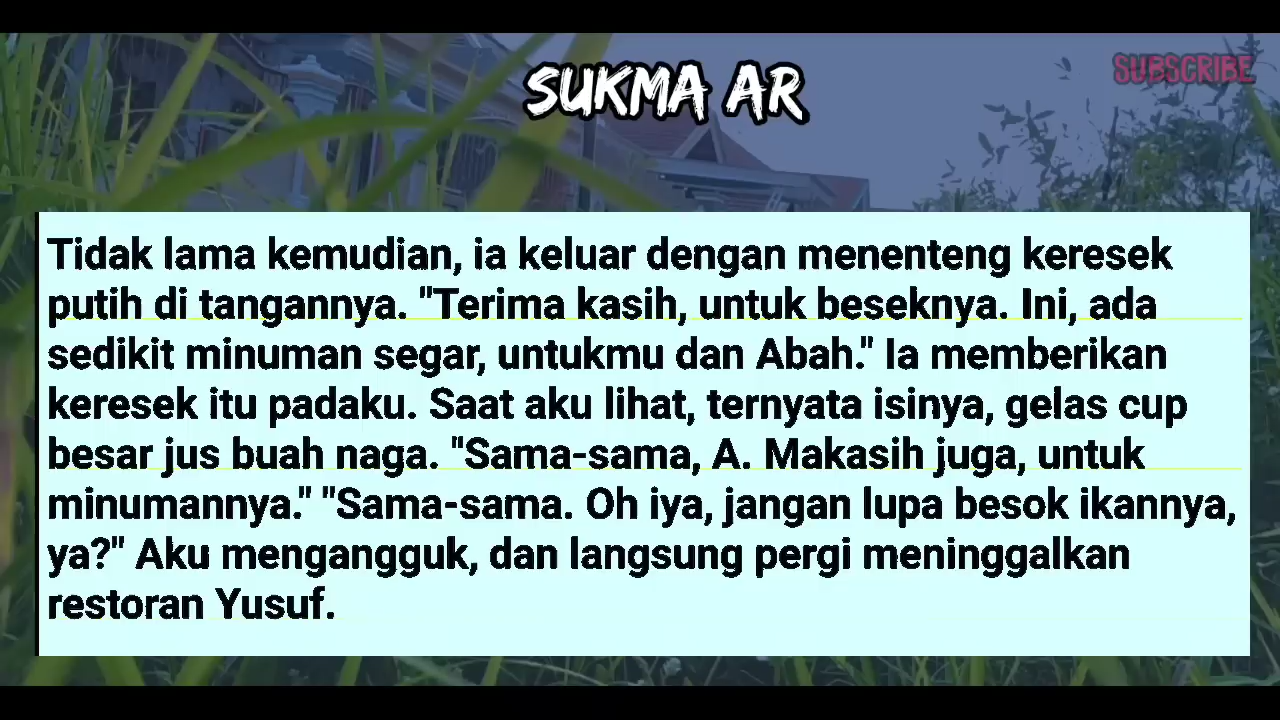 SUKMA AR
SUBSCRIBE
Tidak lama kemudian, ia keluar dengan menenteng keresek
putih di tangannya. "Terima kasih, untuk beseknya. Ini, ada
sedikit minuman segar, untukmu dan Abah." Ia memberikan
keresek itu padaku. Saat aku lihat, ternyata isinya, gelas cup
besar jus buah naga. "Sama-sama, A. Makasih juga, untuk
minumannya." "Sama-sama. Oh iya, jangan lupa besok ikannya,
ya?" Aku mengangguk, dan langsung pergi meninggalkan
restoran Yusuf.